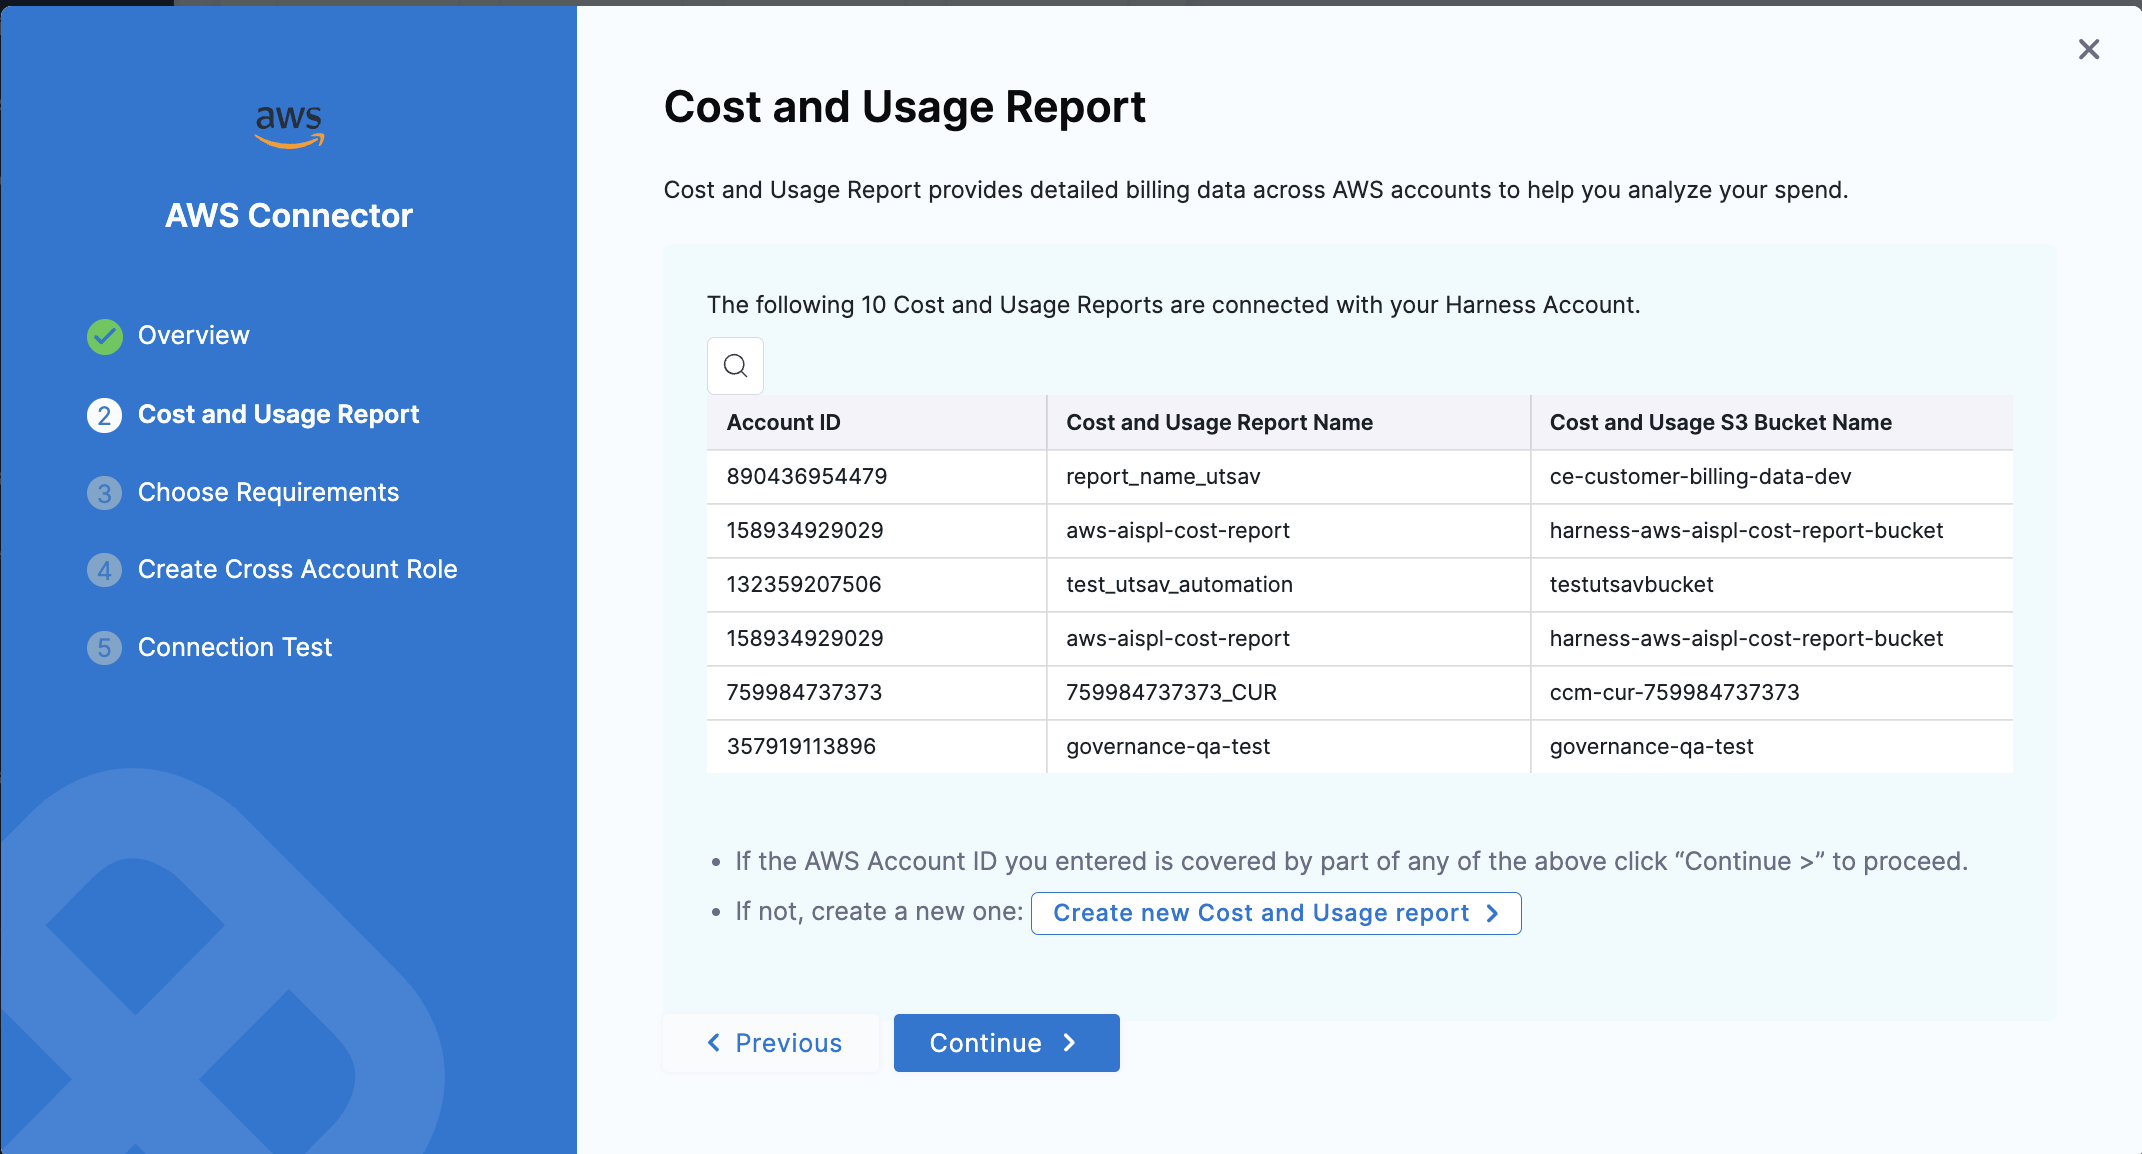 aws
AWS Connector
Overview
2 Cost and Usage Report
3 Choose Requirements
4 Create Cross Account Role
5 Connection Test
Cost and Usage Report
Cost and Usage Report provides detailed billing data across AWS accounts to help you analyze your spend.
The following 10 Cost and Usage Reports are connected with your Harness Account.
Account ID Cost and Usage Report Name Cost and Usage S3 Bucket Name
890436954479 report_name_utsav ce-customer-billing-data-dev
158934929029 aws-aispl-cost-report harness-aws-aispl-cost-report-bucket
132359207506 test_utsav_automation testutsavbucket
158934929029 aws-aispl-cost-report harness-aws-aispl-cost-report-bucket
759984737373 759984737373_CUR ccm-cur-759984737373
357919113896 governance-qa-test governance-qa-test
• If the AWS Account ID you entered is covered by part of any of the above click “Continue >” to proceed.
• If not, create a new one: Create new Cost and Usage report >
< Previous Continue >